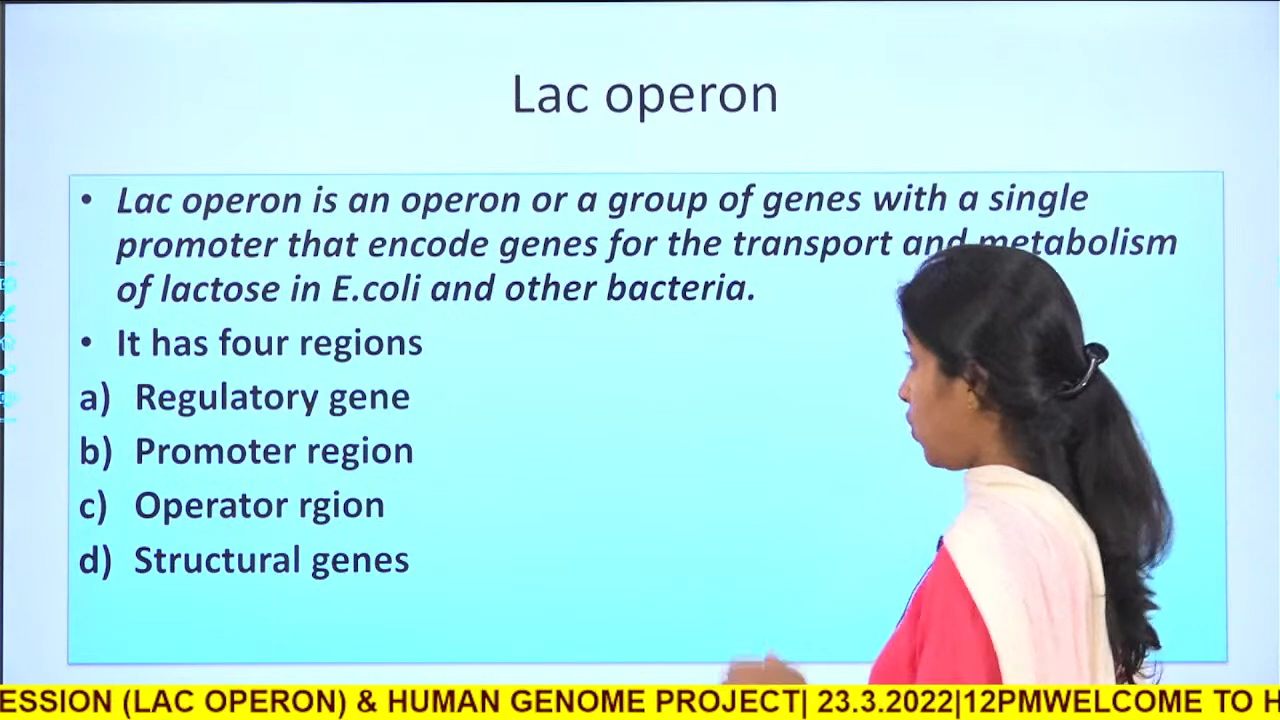 Lac operon
• Lac operon is an operon or a group of genes with a single
promoter that encode genes for the transport and metabolism
of lactose in E.coli and other bacteria.
• It has four regions
a) Regulatory gene
b) Promoter region
c) Operator rgion
d) Structural genes
ESSION (LAC OPERON) & HUMAN GENOME PROJECT| 23.3.2022|12PMWELCOME TO H